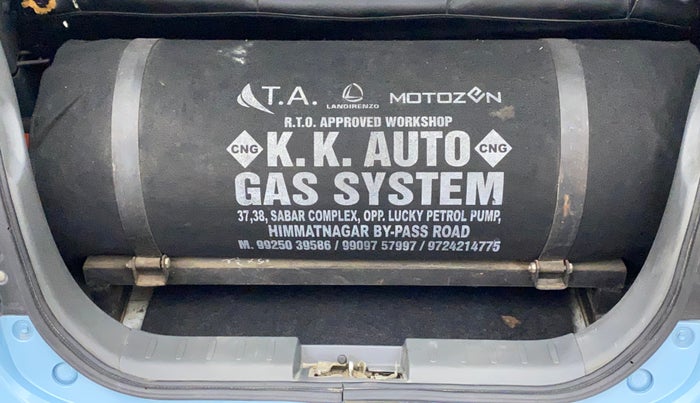 T.A. LANDIRENZO MOTOZEN
R.T.O. APPROVED WORKSHOP
CNG K. K. AUTO CNG
GAS SYSTEM
37,38, SABAR COMPLEX, OPP. LUCKY PETROL PUMP,
HIMMATNAGAR BY-PASS ROAD
M. 99250 39586 / 99097 57997 / 9724214775